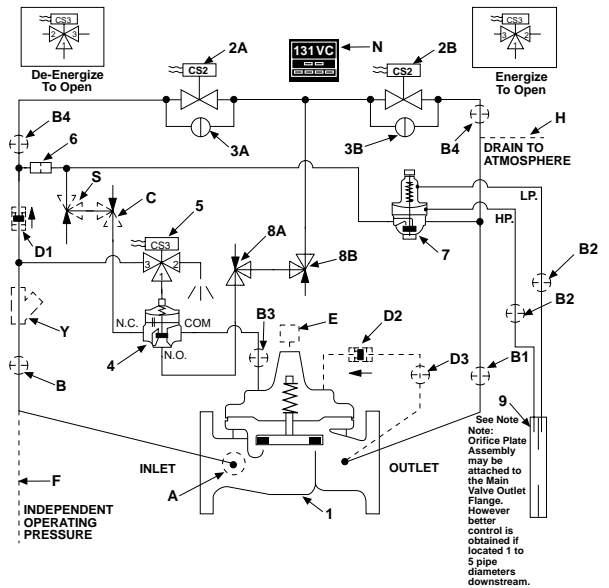 CS3
2 3
1
De-Energize
To Open
2A
CS2
131 VC
N
2B
CS2
CS3
3 2
1
Energize
To Open
B4
3A
3B
B4
H
DRAIN TO
ATMOSPHERE
6
S
C
5
LP.
HP.
7
D1
CS3
3 2
1
8A
8B
B2
B2
Y
N.C.
COM
4
N.O.
B3
E
D2
D3
B
B1
9
See Note
Note:
Orifice Plate
Assembly
may be
attached to
the Main
Valve Outlet
Flange.
However
better
control is
obtained if
located 1 to
5 pipe
diameters
downstream.
INLET
OUTLET
A
1
F
INDEPENDENT
OPERATING
PRESSURE